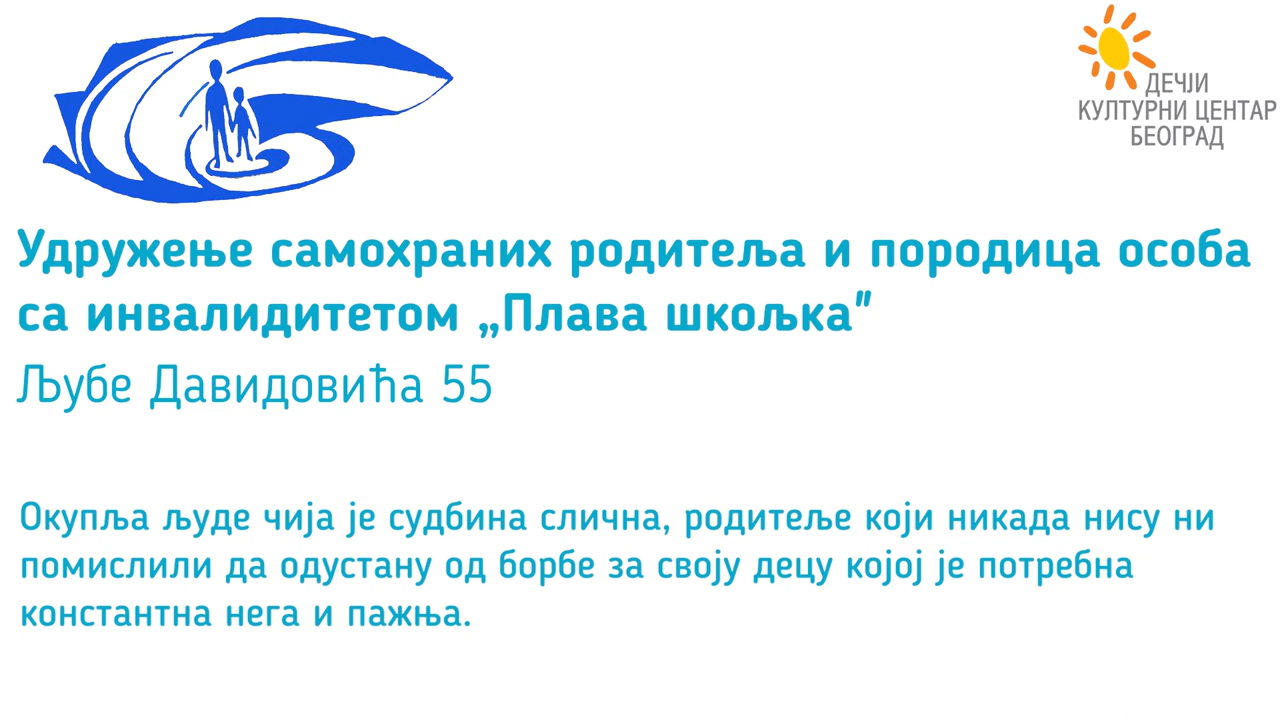 ДЕЧЈИ
КУЛТУРНИ ЦЕНТАР
БЕОГРАД
Удружење самохраних родитеља и породица особа
са инвалидитетом „Плава шкољка"
Љубе Давидовића 55
Окупља људе чија је судбина слична, родитеље који никада нису ни
помислили да одустану од борбе за своју децу којој је потребна
константна нега и пажња.